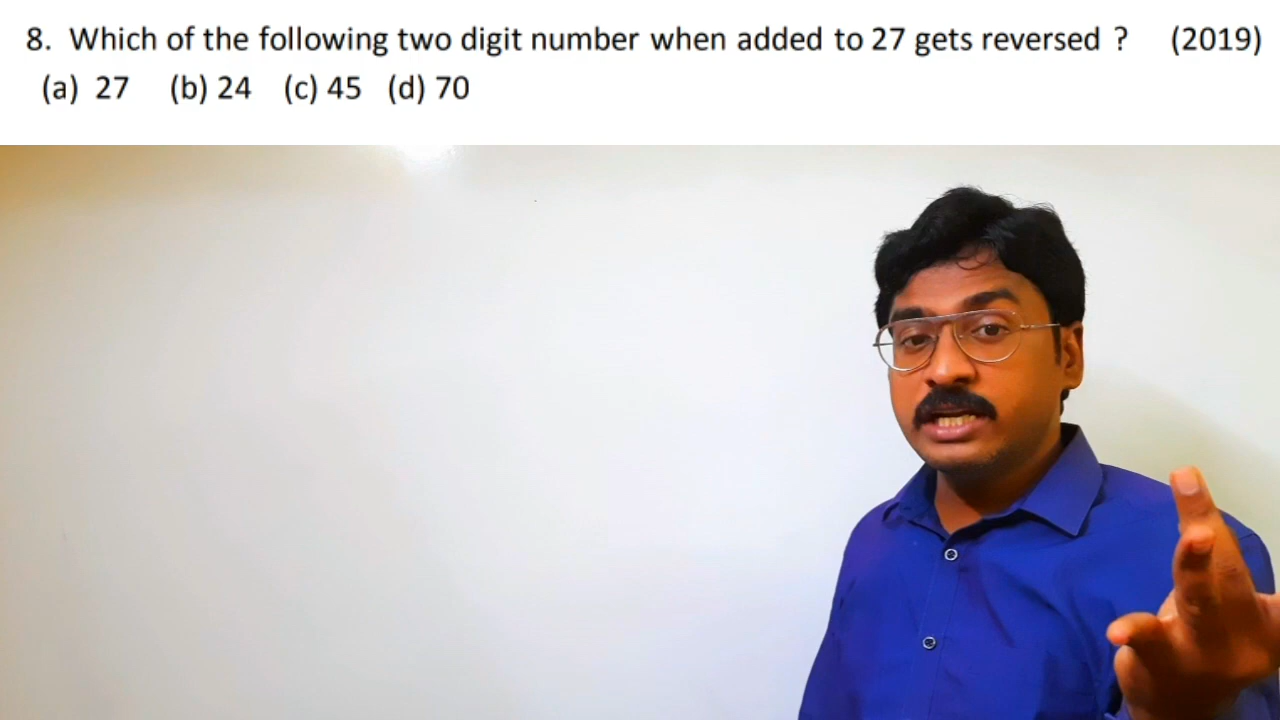 8. Which of the following two digit number when added to 27 gets reversed ? (2019)
(a) 27 (b) 24 (c) 45 (d) 70